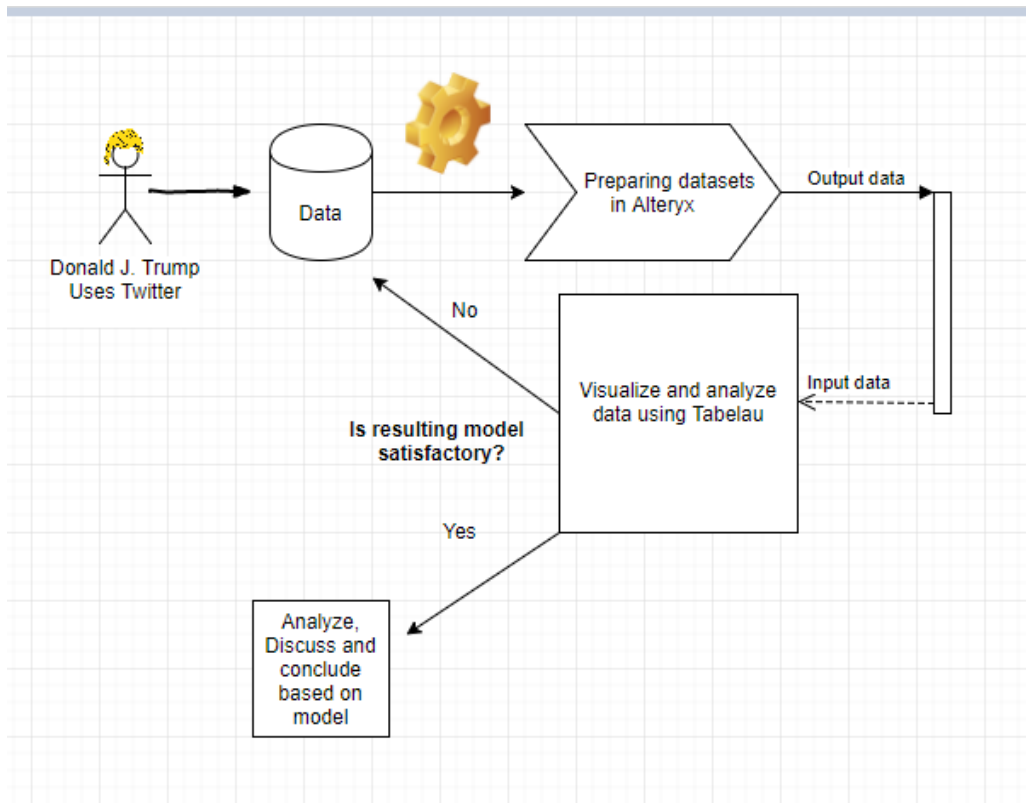 Donald J. Trump
Uses Twitter
Data
Preparing datasets
in Alteryx
Output data
Input data
Visualize and analyze
data using Tabelau
No
Is resulting model
satisfactory?
Yes
Analyze,
Discuss and
conclude
based on
model